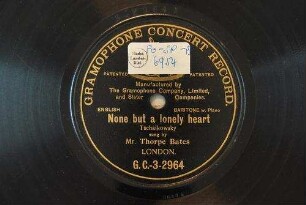 GRAMOPHONE CONCERT RECORD.
PATENTED PATENTED.
Manufactured by
The Gramophone Company, Limited,
and Sister Companies.
ENGLISH BARITONE w. Piano
None but a lonely heart
Tschaikowsky
sung by
Mr. Thorpe Bates
LONDON.
G.C.-3-2964